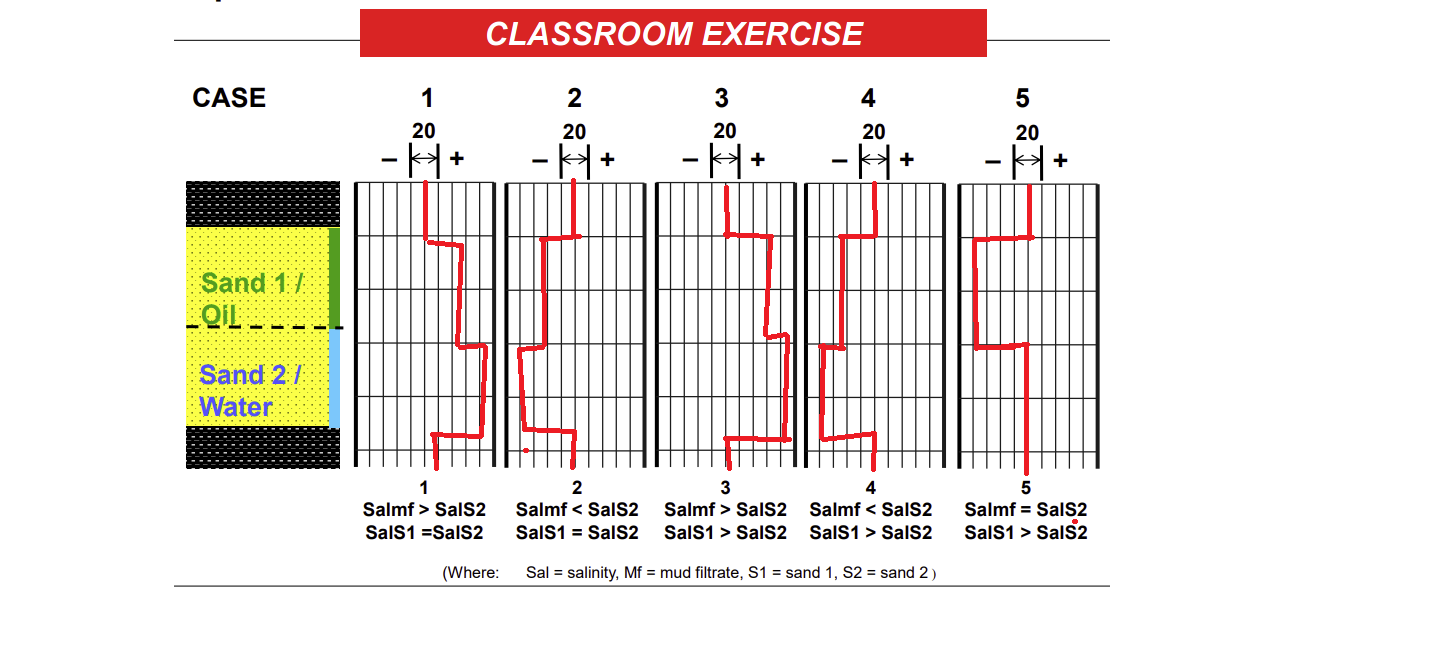 CLASSROOM EXERCISE
CASE 1 2 3 4 5
20 20 20 20 20
– + – + – + – + – +
Sand 1 /
Oil
Sand 2 /
Water
1 2 3 4 5
Salmf > SalS2 Salmf < SalS2 Salmf > SalS2 Salmf < SalS2 Salmf = SalS2
SalS1 =SalS2 SalS1 = SalS2 SalS1 > SalS2 SalS1 > SalS2 SalS1 > SalS2
(Where: Sal = salinity, Mf = mud filtrate, S1 = sand 1, S2 = sand 2 )